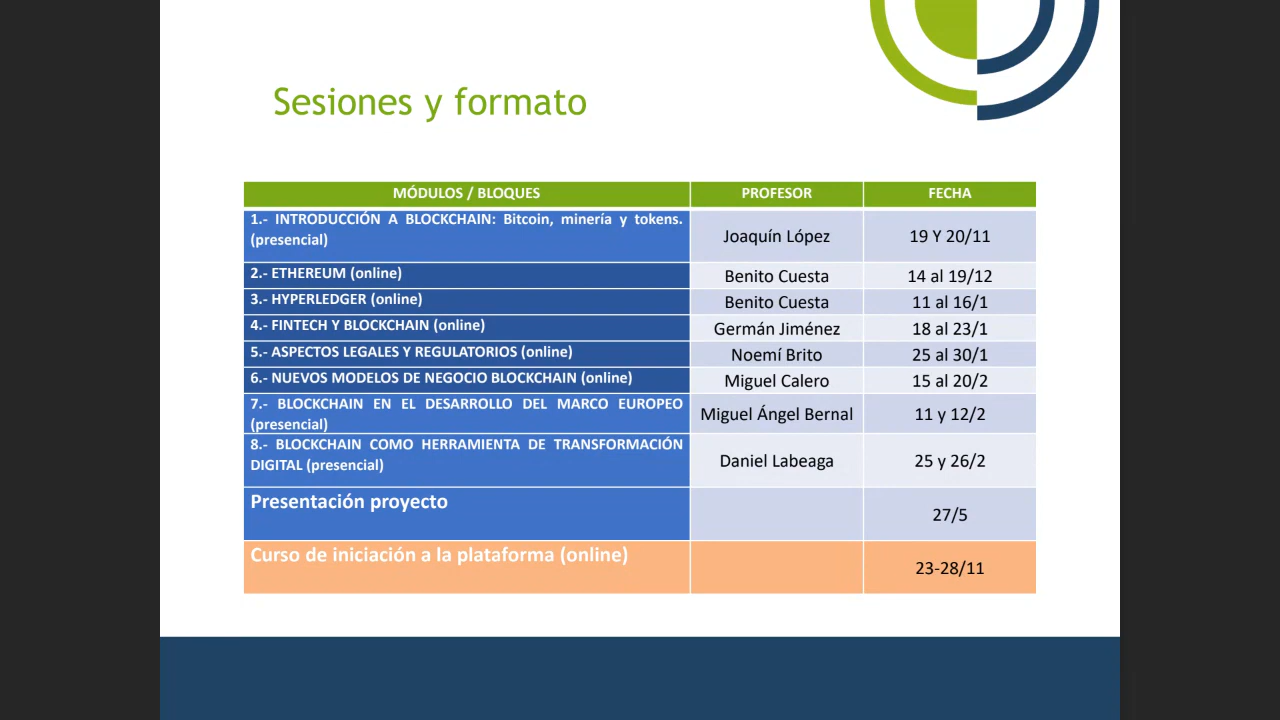 Sesiones y formato
MÓDULOS / BLOQUES PROFESOR FECHA
1.- INTRODUCCIÓN A BLOCKCHAIN: Bitcoin, minería y tokens.
(presencial)
Joaquín López 19 Y 20/11
2.- ETHEREUM (online) Benito Cuesta 14 al 19/12
3.- HYPERLEDGER (online) Benito Cuesta 11 al 16/1
4.- FINTECH Y BLOCKCHAIN (online) Germán Jiménez 18 al 23/1
5.- ASPECTOS LEGALES Y REGULATORIOS (online) Noemí Brito 25 al 30/1
6.- NUEVOS MODELOS DE NEGOCIO BLOCKCHAIN (online) Miguel Calero 15 al 20/2
7.- BLOCKCHAIN EN EL DESARROLLO DEL MARCO EUROPEO
(presencial)
Miguel Ángel Bernal 11 y 12/2
8.- BLOCKCHAIN COMO HERRAMIENTA DE TRANSFORMACIÓN
DIGITAL (presencial)
Daniel Labeaga 25 y 26/2
Presentación proyecto 27/5
Curso de iniciación a la plataforma (online) 23-28/11